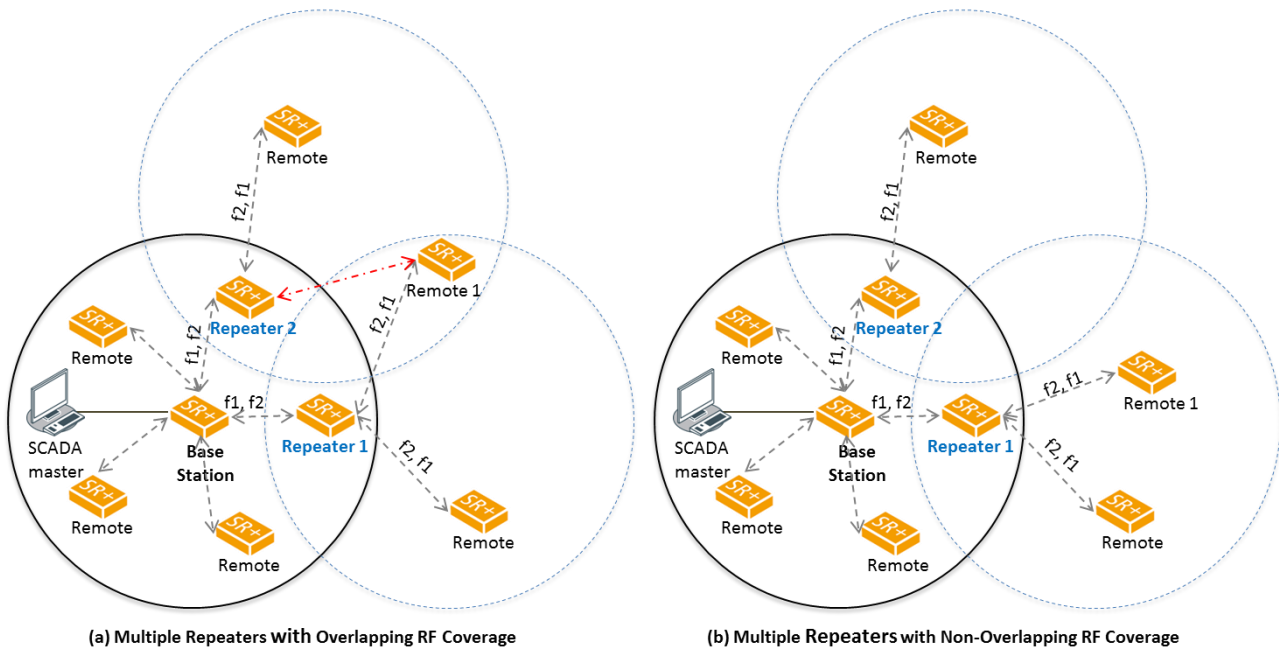 SR+
Remote
f2, f1
SR+
Remote 1
SR+
Repeater 2
f2, f1
SR+
Remote
f1, f2
SCADA
master
SR+
Base
Station
f1, f2
SR+
Repeater 1
f2, f1
SR+
Remote
SR+
Remote
SR+
Remote
(a) Multiple Repeaters with Overlapping RF Coverage
SR+
Remote
f2, f1
SR+
Repeater 2
SR+
Remote
f1, f2
SR+
Remote 1
f2, f1
SCADA
master
SR+
Base
Station
f1, f2
SR+
Repeater 1
f2, f1
SR+
Remote
SR+
Remote
SR+
Remote
(b) Multiple Repeaters with Non-Overlapping RF Coverage